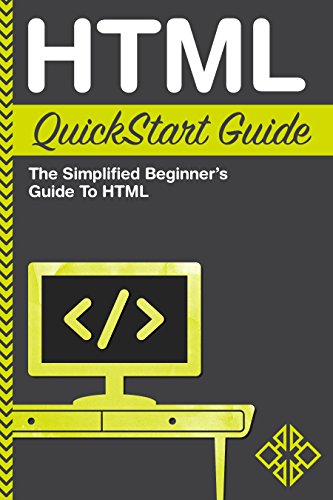 HTML
QuickStart Guide
The Simplified Beginner's
Guide To HTML
</>